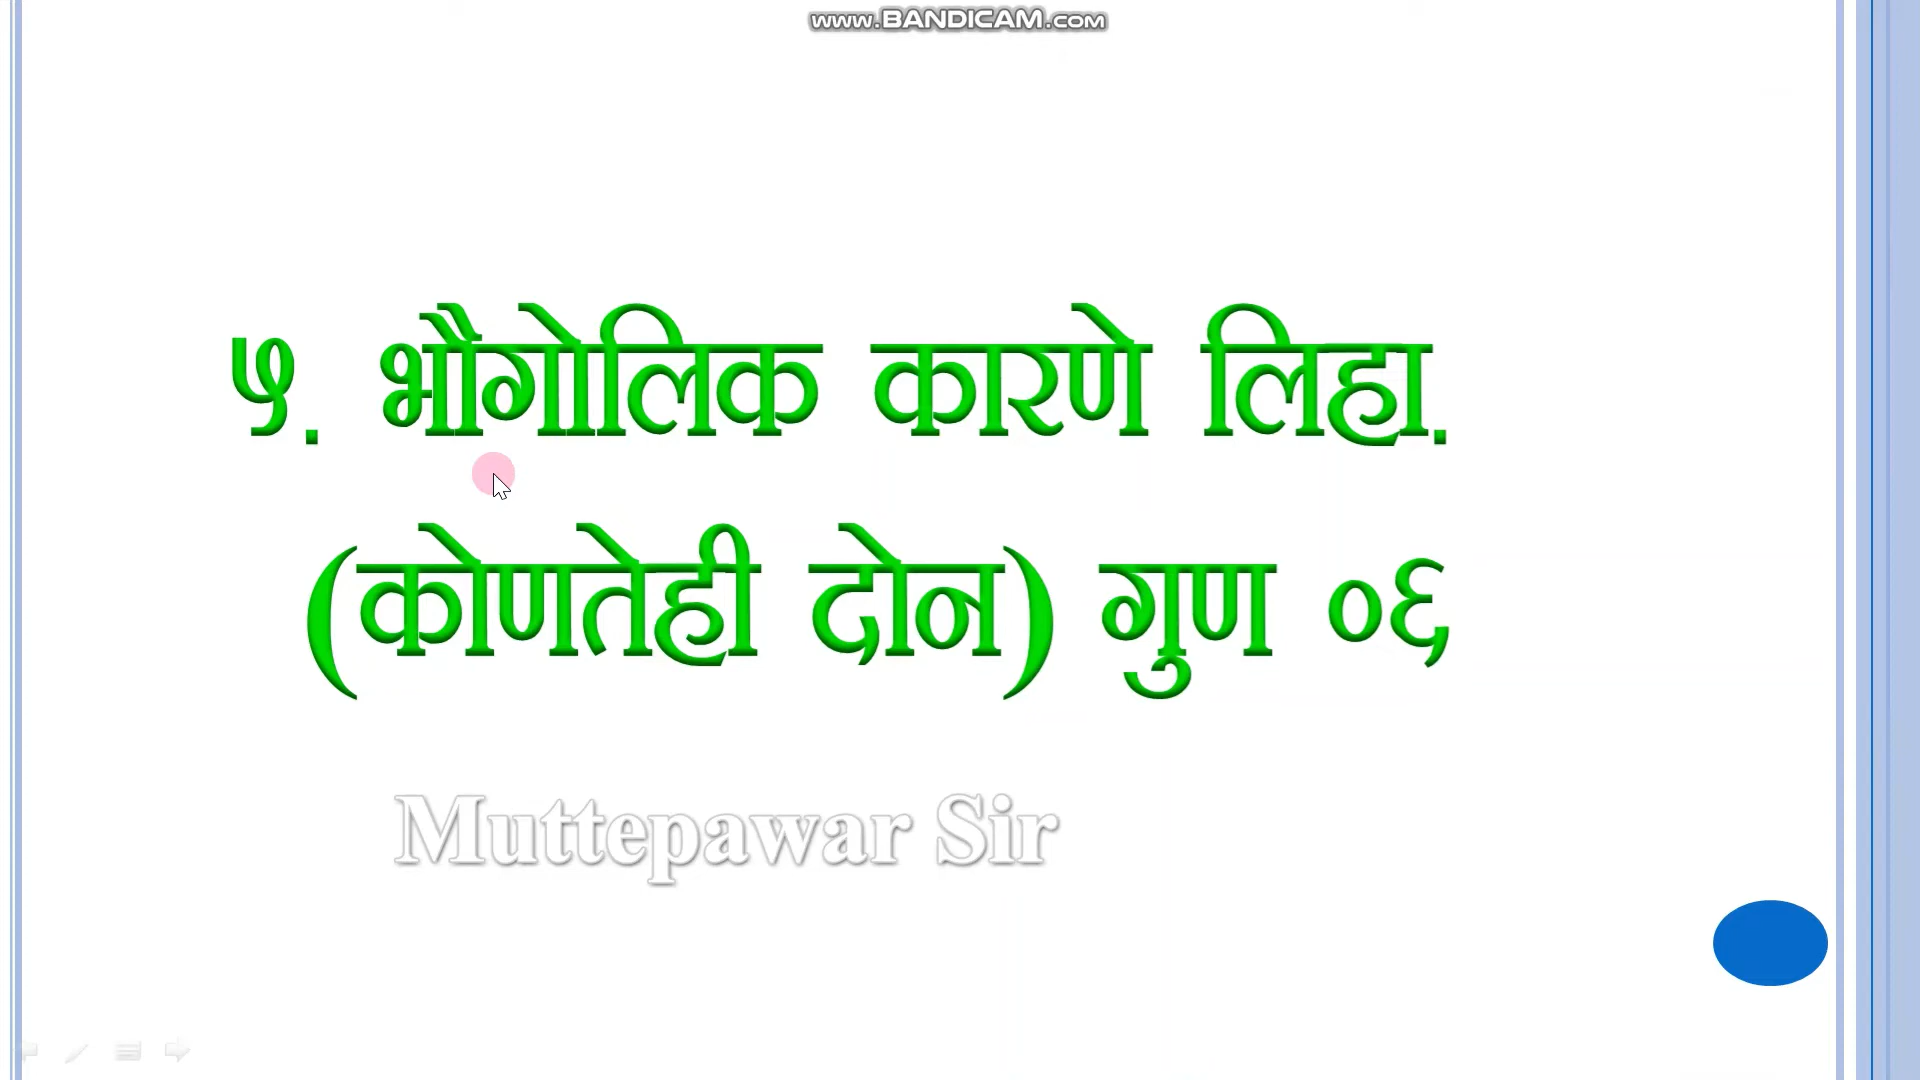 www.BANDICAM.com
५. भौगोलिक कारणे लिहा.
(कोणतेही दोन) गुण ०६
Muttepawar Sir